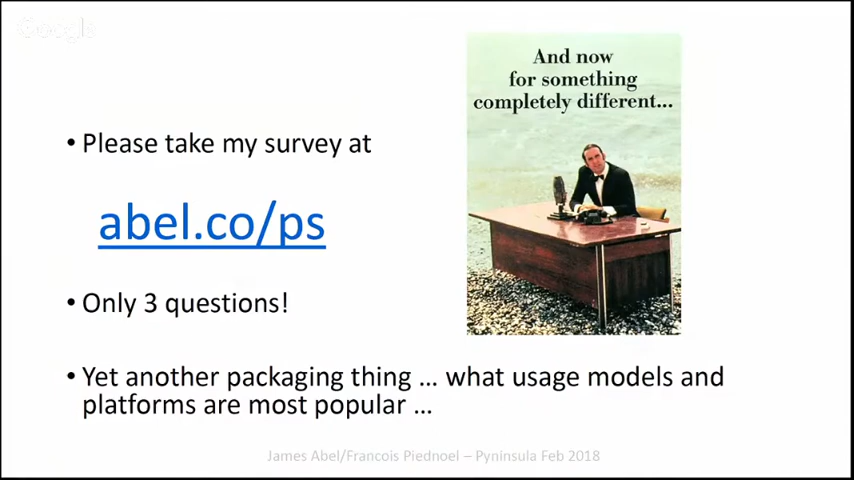 Google
And now
for something
completely different...
• Please take my survey at
abel.co/ps
• Only 3 questions!
• Yet another packaging thing … what usage models and
platforms are most popular …
James Abel/Francois Piednoel – Pyninsula Feb 2018